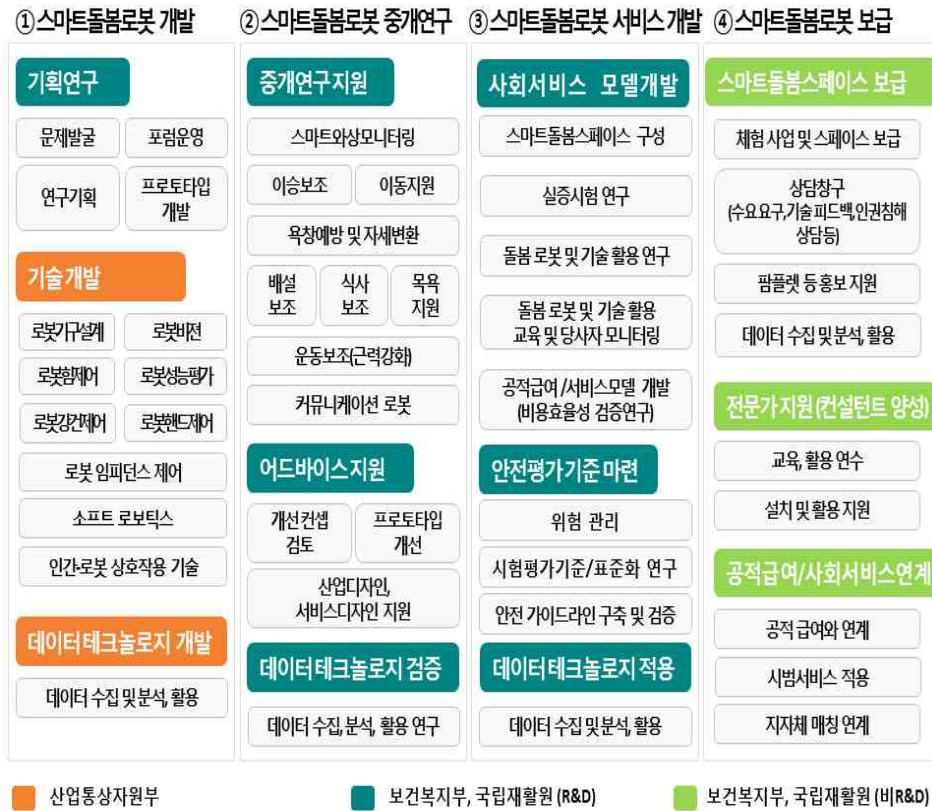 ① 스마트돌봄로봇 개발
기획연구
문제발굴
포럼운영
연구기획
프로토타입
개발
기술개발
로봇기구설계
로봇비전
로봇힘제어
로봇성능평가
로봇강건제어
로봇핸드제어
로봇 임피던스 제어
소프트 로보틱스
인간-로봇 상호작용 기술
데이터테크놀로지 개발
데이터 수집 및 분석, 활용
② 스마트돌봄로봇 중개연구
중개연구지원
스마트와상모니터링
이승보조
이동지원
욕창예방 및 자세변환
배설
보조
식사
보조
목욕
지원
운동보조(근력강화)
커뮤니케이션 로봇
어드바이스지원
개선컨셉
검토
프로토타입
개선
산업디자인,
서비스디자인 지원
데이터테크놀로지 검증
데이터 수집, 분석, 활용 연구
③ 스마트돌봄로봇 서비스 개발
사회서비스 모델개발
스마트돌봄스페이스 구성
실증시험 연구
돌봄 로봇 및 기술 활용 연구
돌봄 로봇 및 기술 활용
교육 및 당사자 모니터링
공적급여/서비스모델 개발
(비용효율성 검증연구)
안전평가기준마련
위험 관리
시험평가기준/표준화 연구
안전 가이드라인 구축 및 검증
데이터테크놀로지 적용
데이터 수집 및 분석, 활용
④ 스마트돌봄로봇 보급
스마트돌봄스페이스 보급
체험 사업 및 스페이스 보급
상담창구
(수요요구,기술피드백,인권침해
상담등)
팜플렛 등 홍보 지원
데이터 수집 및 분석, 활용
전문가지원(컨설턴트 양성)
교육, 활용 연수
설치 및 활용 지원
공적급여/사회서비스연계
공적 급여와 연계
시범서비스 적용
지자체 매칭 연계
산업통상자원부
보건복지부, 국립재활원 (R&D)
보건복지부, 국립재활원 (비R&D)